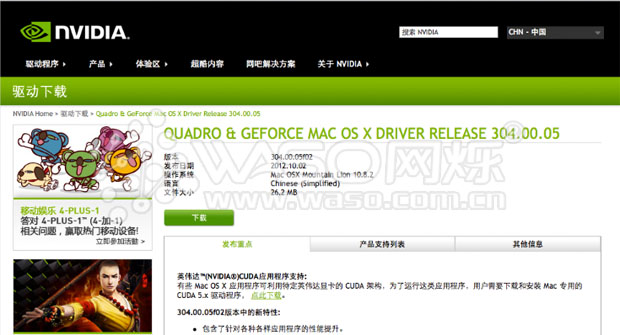 NVIDIA.
搜索 NVIDIA
CHN - 中国
驱动程序
产品
体验区
超酷内容
网吧解决方案
关于 NVIDIA
驱动下载
NVIDIA Home > 驱动下载 > Quadro & GeForce Mac OS X Driver Release 304.00.05
QUADRO & GEFORCE MAC OS X DRIVER RELEASE 304.00.05
版本 304.00.05f02
发布日期 2012.10.02
操作系统 Mac OSX Mountain Lion 10.8.2
语言 Chinese (Simplified)
文件大小 26.2 MB
WASO网烁
www.waso.com.cn
下载
移动娱乐 4-PLUS-1
答对 4-PLUS-1™ (4-加-1)
相关问题，赢取热门移动设备!
立即参加活动 >
发布重点
产品支持列表
其他信息
英伟达™(NVIDIA®)CUDA应用程序支持:
有些 Mac OS X 应用程序可利用特定英伟达显卡的 CUDA 架构。为了运行这类应用程序，用户需要下载和安装 Mac 专用的
CUDA 5.x 驱动程序， 点此下载。
304.00.05f02版本中的新特性:
包含了针对各种各样应用程序的性能提升。